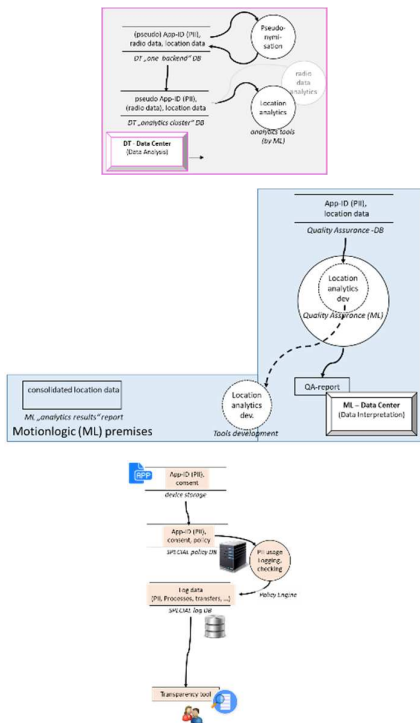 (pseudo) App-ID (PII),
radio data, location data
DT „one backend" DB
Pseudo-
nymi-
sation
radio
data
analytics
pseudo App-ID (PII),
(radio data), location data
DT „analytics cluster" DB
Location
analytics
analytics tools
(by ML)
DT - Data Center
(Data Analysis)
App-ID (PII),
location data
Quality Assurance -DB
Location
analytics
dev
Quality Assurance (ML)
consolidated location data
ML „analytics results" report
Location
analytics
dev.
Tools development
QA-report
ML – Data Center
(Data Interpretation)
Motionlogic (ML) premises
APP
App-ID (PII),
consent
device storage
App-ID (PII),
consent, policy
SPECIAL policy DB
PII usage
Logging,
checking
Policy Engine
Log data
(PII, Processes, transfers, ...)
SPECIAL log DB
Transparency tool